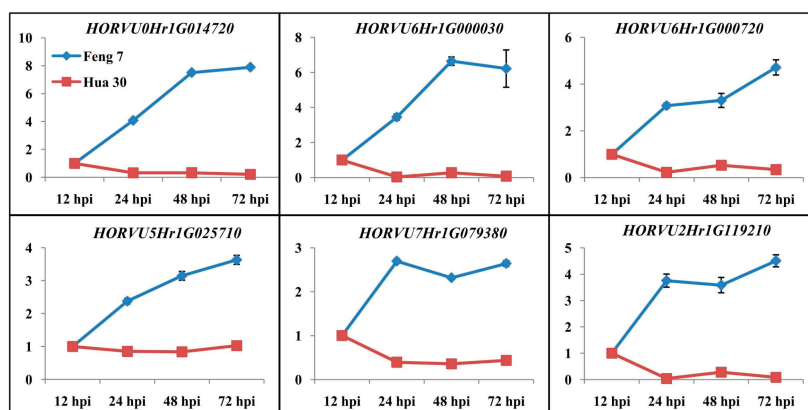 HORVU0Hr1G014720
10
8
6
4
2
0
Feng 7
Hua 30
12 hpi 24 hpi 48 hpi 72 hpi
HORVU6Hr1G000030
8
6
4
2
0
12 hpi 24 hpi 48 hpi 72 hpi
HORVU6Hr1G000720
6
4
2
0
12 hpi 24 hpi 48 hpi 72 hpi
HORVU5Hr1G025710
4
3
2
1
0
12 hpi 24 hpi 48 hpi 72 hpi
HORVU7Hr1G079380
3
2
1
0
12 hpi 24 hpi 48 hpi 72 hpi
HORVU2Hr1G119210
5
4
3
2
1
0
12 hpi 24 hpi 48 hpi 72 hpi